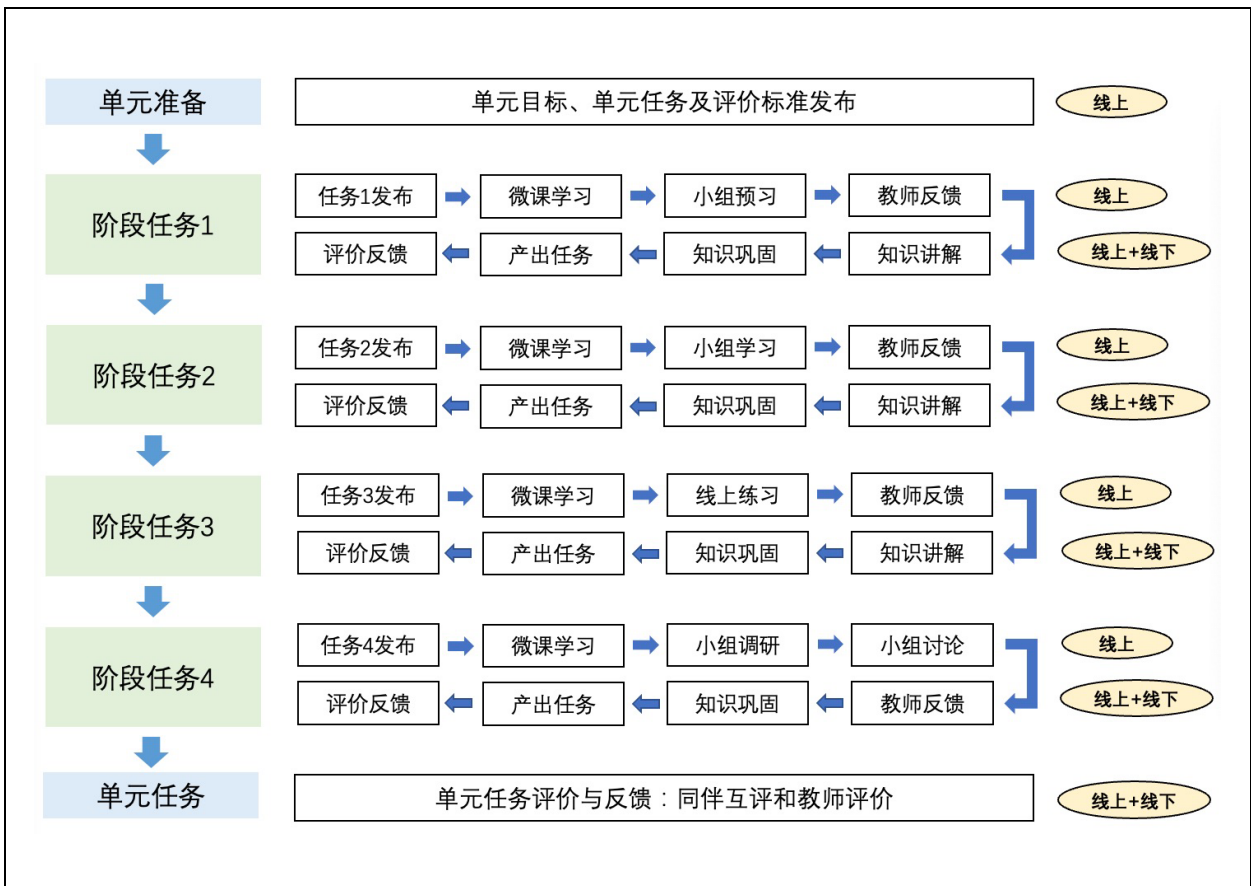 单元准备 单元目标、单元任务及评价标准发布 线上
任务1发布 微课学习 小组预习 教师反馈 线上
阶段任务1
评价反馈 产出任务 知识巩固 知识讲解 线上+线下
任务2发布 微课学习 小组学习 教师反馈 线上
阶段任务2
评价反馈 产出任务 知识巩固 知识讲解 线上+线下
任务3发布 微课学习 线上练习 教师反馈 线上
阶段任务3
评价反馈 产出任务 知识巩固 知识讲解 线上+线下
任务4发布 微课学习 小组调研 小组讨论 线上
阶段任务4
评价反馈 产出任务 知识巩固 教师反馈 线上+线下
单元任务 单元任务评价与反馈：同伴互评和教师评价 线上+线下